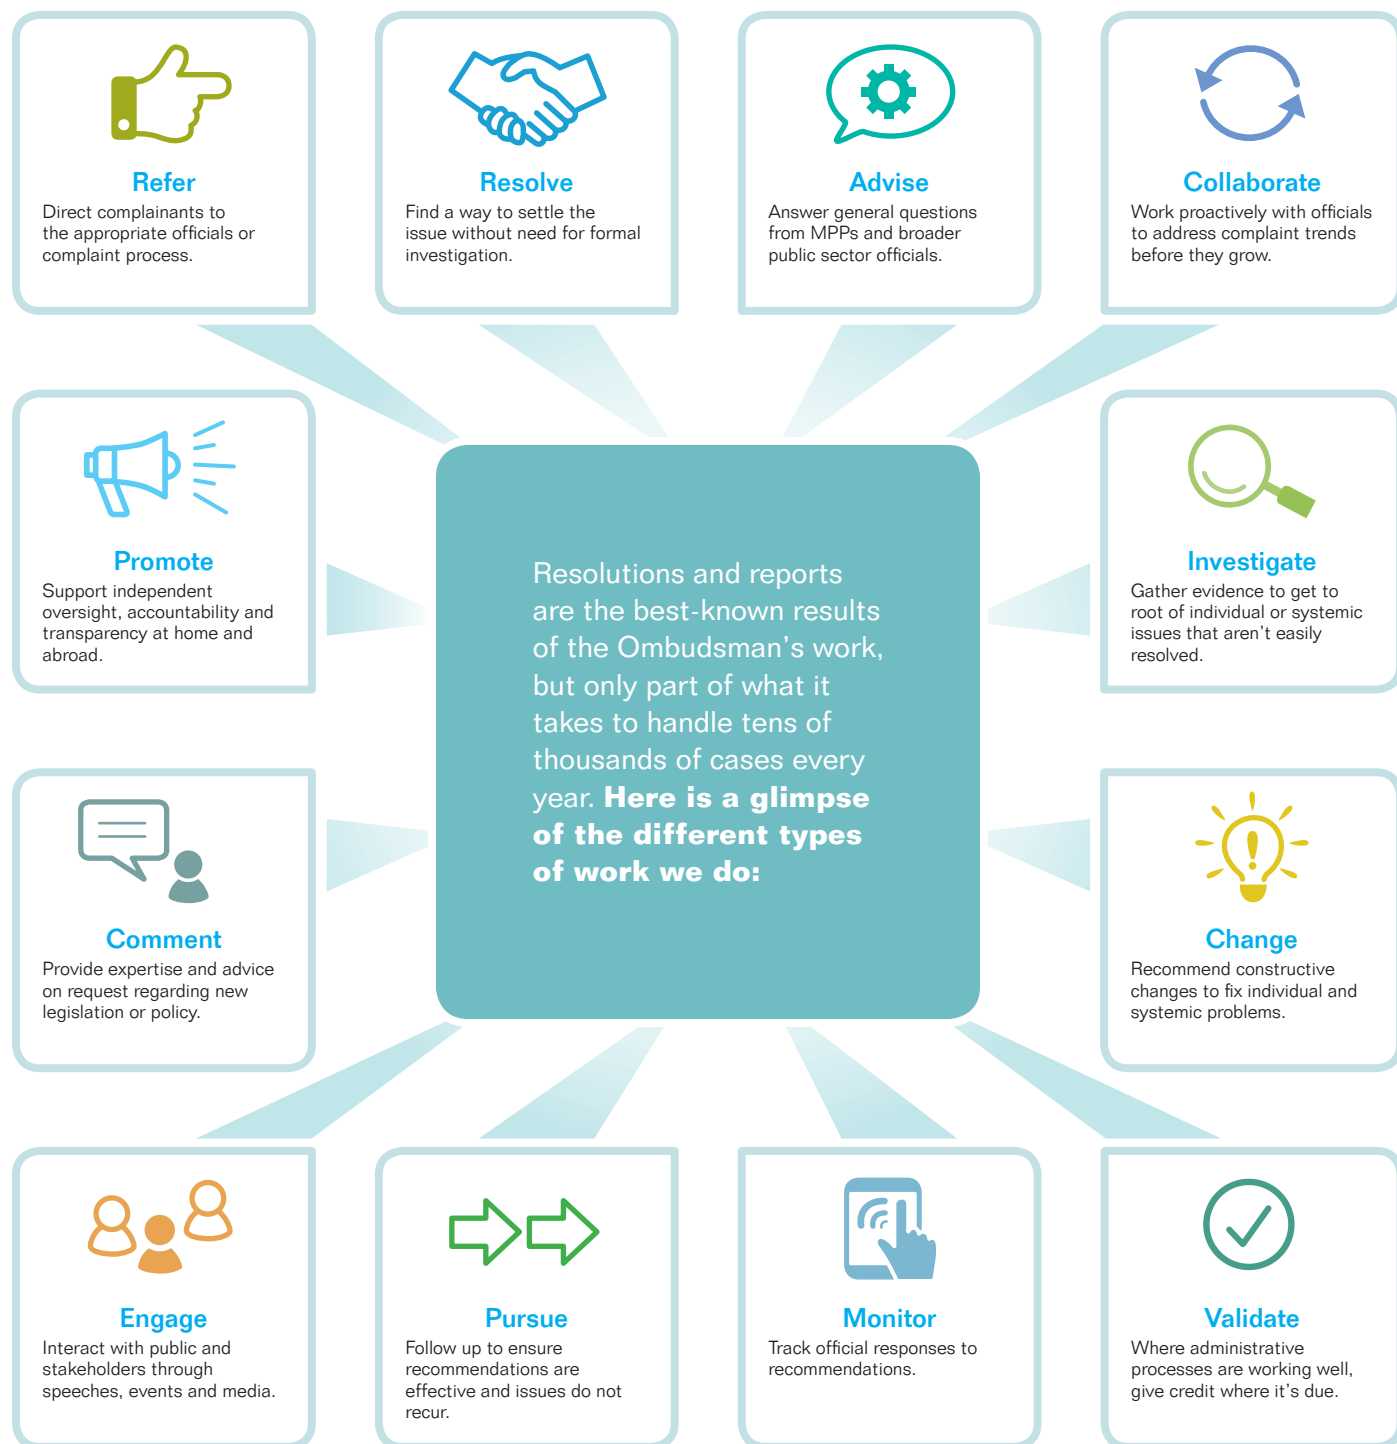 Refer
Direct complainants to
the appropriate officials or
complaint process.
Resolve
Find a way to settle the
issue without need for formal
investigation.
Advise
Answer general questions
from MPPs and broader
public sector officials.
Collaborate
Work proactively with officials
to address complaint trends
before they grow.
Promote
Support independent
oversight, accountability and
transparency at home and
abroad.
Resolutions and reports
are the best-known results
of the Ombudsman's work,
but only part of what it
takes to handle tens of
thousands of cases every
year. Here is a glimpse
of the different types
of work we do:
Investigate
Gather evidence to get to
root of individual or systemic
issues that aren't easily
resolved.
Comment
Provide expertise and advice
on request regarding new
legislation or policy.
Change
Recommend constructive
changes to fix individual and
systemic problems.
Engage
Interact with public and
stakeholders through
speeches, events and media.
Pursue
Follow up to ensure
recommendations are
effective and issues do not
recur.
Monitor
Track official responses to
recommendations.
Validate
Where administrative
processes are working well,
give credit where it's due.